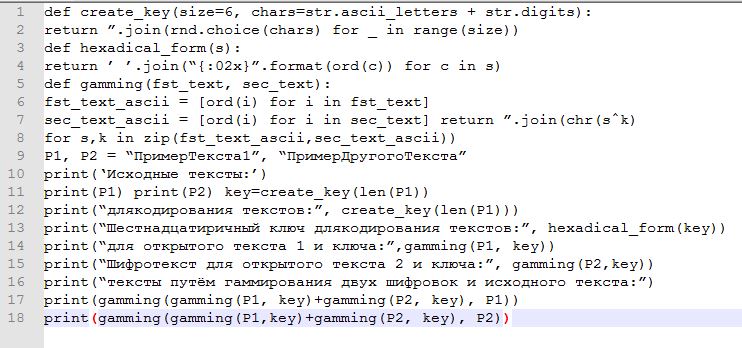 1 def create_key(size=6, chars=str.ascii_letters + str.digits):
2 return ”.join(rnd.choice(chars) for _ in range(size))
3 def hexadical_form(s):
4 return ’ ’.join(“{:02x}”.format(ord(c)) for c in s)
5 def gamming(fst_text, sec_text):
6 fst_text_ascii = [ord(i) for i in fst_text]
7 sec_text_ascii = [ord(i) for i in sec_text] return ”.join(chr(s^k)
8 for s,k in zip(fst_text_ascii,sec_text_ascii))
9 P1, P2 = “ПримерТекста1”, “ПримерДругогоТекста”
10 print(‘Исходные тексты:’)
11 print(P1) print(P2) key=create_key(len(P1))
12 print(“длякодирования текстов:”, create_key(len(P1)))
13 print(“Шестнадцатиричный ключ длякодирования текстов:”, hexadical_form(key))
14 print(“для открытого текста 1 и ключа:”,gamming(P1, key))
15 print(“Шифротекст для открытого текста 2 и ключа:”, gamming(P2,key))
16 print(“тексты путём гаммирования двух шифровок и исходного текста:”)
17 print(gamming(gamming(P1, key)+gamming(P2, key), P1))
18 print(gamming(gamming(P1,key)+gamming(P2, key), P2))